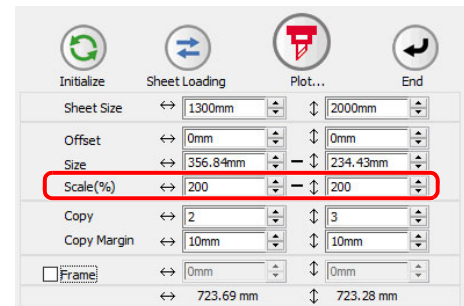 Initialize Sheet Loading Plot... End
Sheet Size ↔ 1300mm ↕ 2000mm
Offset ↔ 0mm ↕ 0mm
Size ↔ 356.84mm ↕ 234.43mm
Scale(%) ↔ 200 ↕ 200
Copy ↔ 2 ↕ 3
Copy Margin ↔ 10mm ↕ 10mm
Frame ↔ 0mm ↕ 0mm
↔ 723.69 mm ↕ 723.28 mm